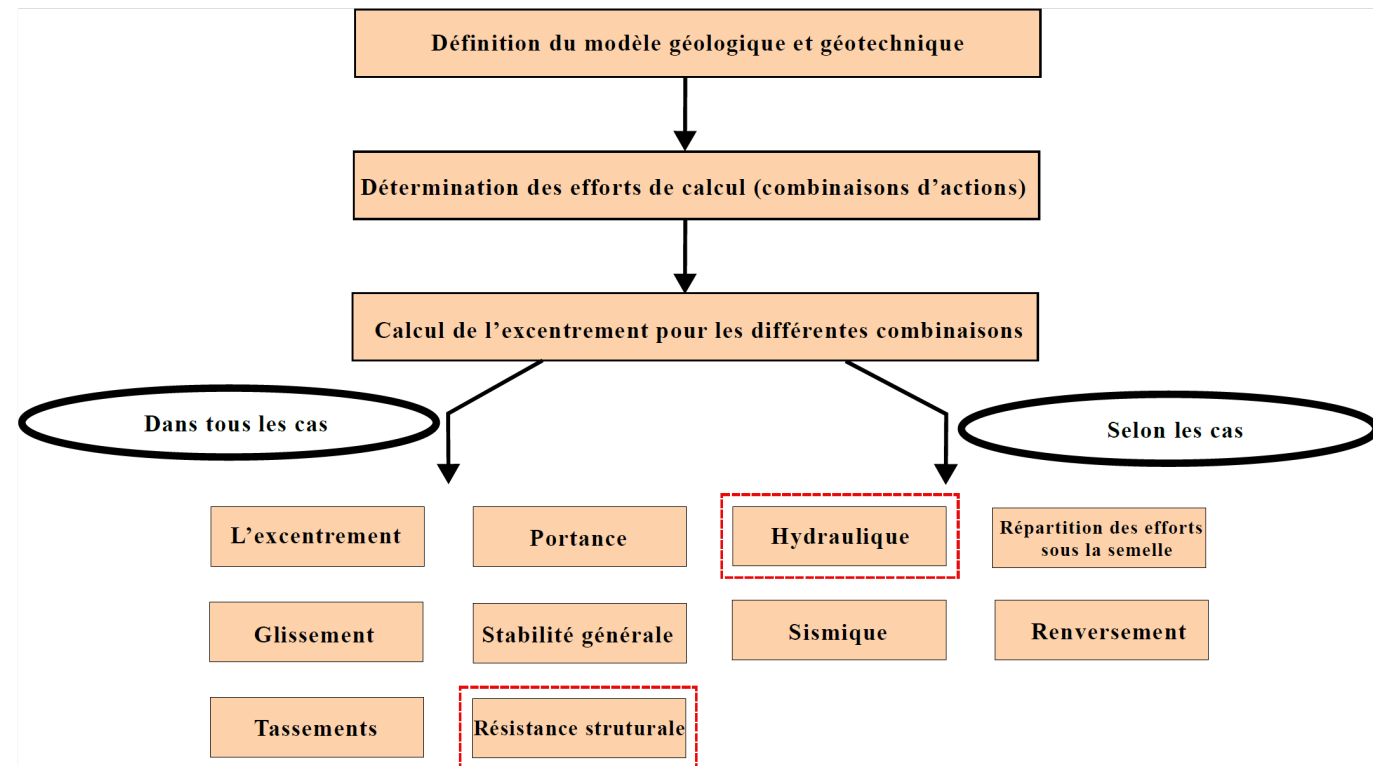 Définition du modèle géologique et géotechnique
Détermination des efforts de calcul (combinaisons d’actions)
Calcul de l’excentrement pour les différentes combinaisons
Dans tous les cas
Selon les cas
L’excentrement
Portance
Hydraulique
Répartition des efforts
sous la semelle
Glissement
Stabilité générale
Sismique
Renversement
Tassements
Résistance struturale